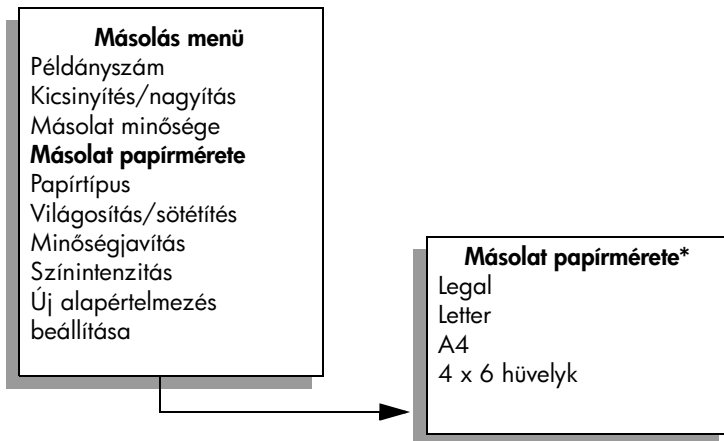 Másolás menü
Példányszám
Kicsinyítés/nagyítás
Másolat minősége
Másolat papírmérete
Papírtípus
Világosítás/sötétítés
Minőségjavítás
Színintenzitás
Új alapértelmezés
beállítása
Másolat papírmérete*
Legal
Letter
A4
4 x 6 hüvelyk